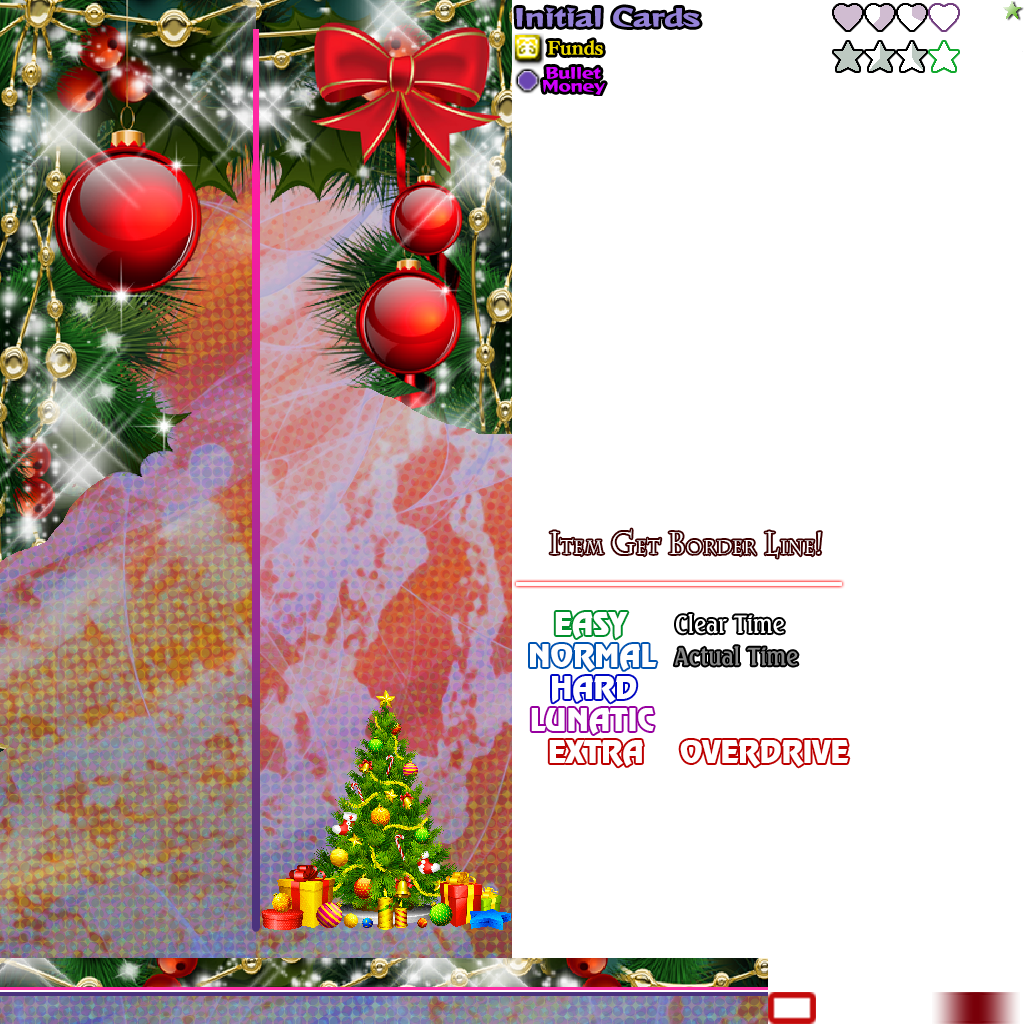 Initial Cards
Funds
Bullet
Money
Item Get Border Line!
EASY
Clear Time
NORMAL
Actual Time
HARD
LUNATIC
EXTRA
OVERDRIVE